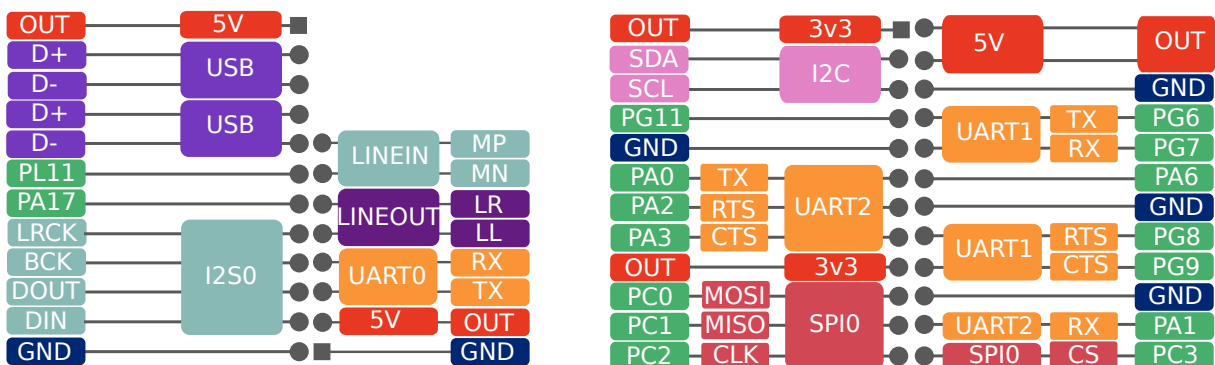 OUT 5V
D+ USB
D-
D+ USB
D-
PL11
PA17
LRCK
BCK I2S0
DOUT
DIN
GND
LINEIN MP
MN
LINEOUT LR
LL
UART0 RX
TX
5V OUT
GND
OUT 3v3
SDA I2C
SCL
PG11
GND
PA0 TX
PA2 RTS UART2
PA3 CTS
OUT 3v3
PC0 MOSI
PC1 MISO SPI0
PC2 CLK
5V OUT
GND
UART1 TX PG6
RX PG7
PA6
GND
UART1 RTS PG8
CTS PG9
GND
UART2 RX PA1
SPI0 CS PC3